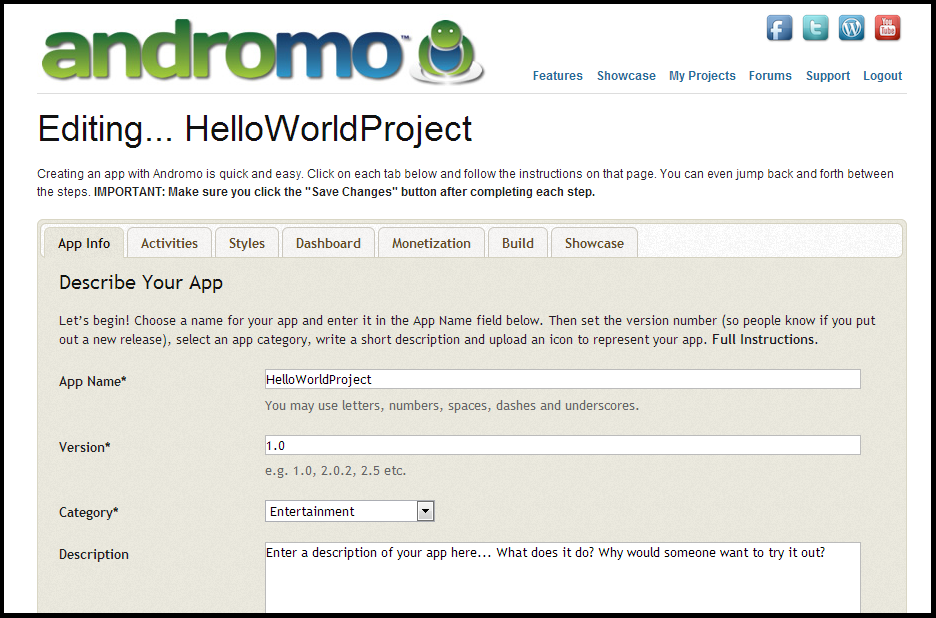 andromo™
f t W You Tube
Features Showcase My Projects Forums Support Logout
Editing... HelloWorldProject
Creating an app with Andromo is quick and easy. Click on each tab below and follow the instructions on that page. You can even jump back and forth between
the steps. IMPORTANT: Make sure you click the "Save Changes" button after completing each step.
App Info Activities Styles Dashboard Monetization Build Showcase
Describe Your App
Let's begin! Choose a name for your app and enter it in the App Name field below. Then set the version number (so people know if you put
out a new release), select an app category, write a short description and upload an icon to represent your app. Full Instructions.
App Name* HelloWorldProject
You may use letters, numbers, spaces, dashes and underscores.
Version* 1.0
e.g. 1.0, 2.0.2, 2.5 etc.
Category* Entertainment
Description Enter a description of your app here... What does it do? Why would someone want to try it out?